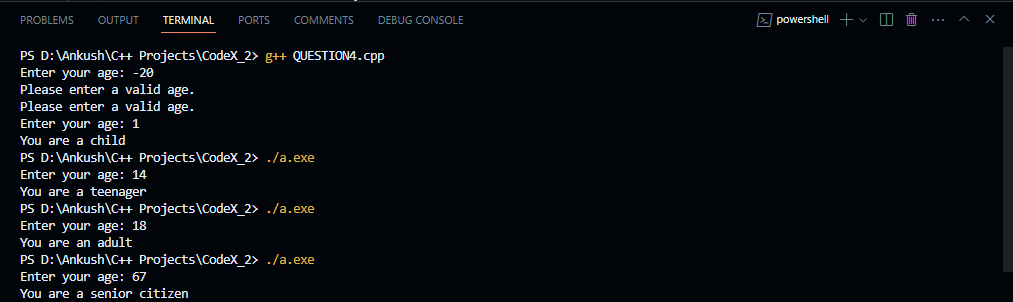 PROBLEMS OUTPUT TERMINAL PORTS COMMENTS DEBUG CONSOLE powershell
PS D:\Ankush\C++ Projects\CodeX_2> g++ QUESTION4.cpp
Enter your age: -20
Please enter a valid age.
Please enter a valid age.
Enter your age: 1
You are a child
PS D:\Ankush\C++ Projects\CodeX_2> ./a.exe
Enter your age: 14
You are a teenager
PS D:\Ankush\C++ Projects\CodeX_2> ./a.exe
Enter your age: 18
You are an adult
PS D:\Ankush\C++ Projects\CodeX_2> ./a.exe
Enter your age: 67
You are a senior citizen